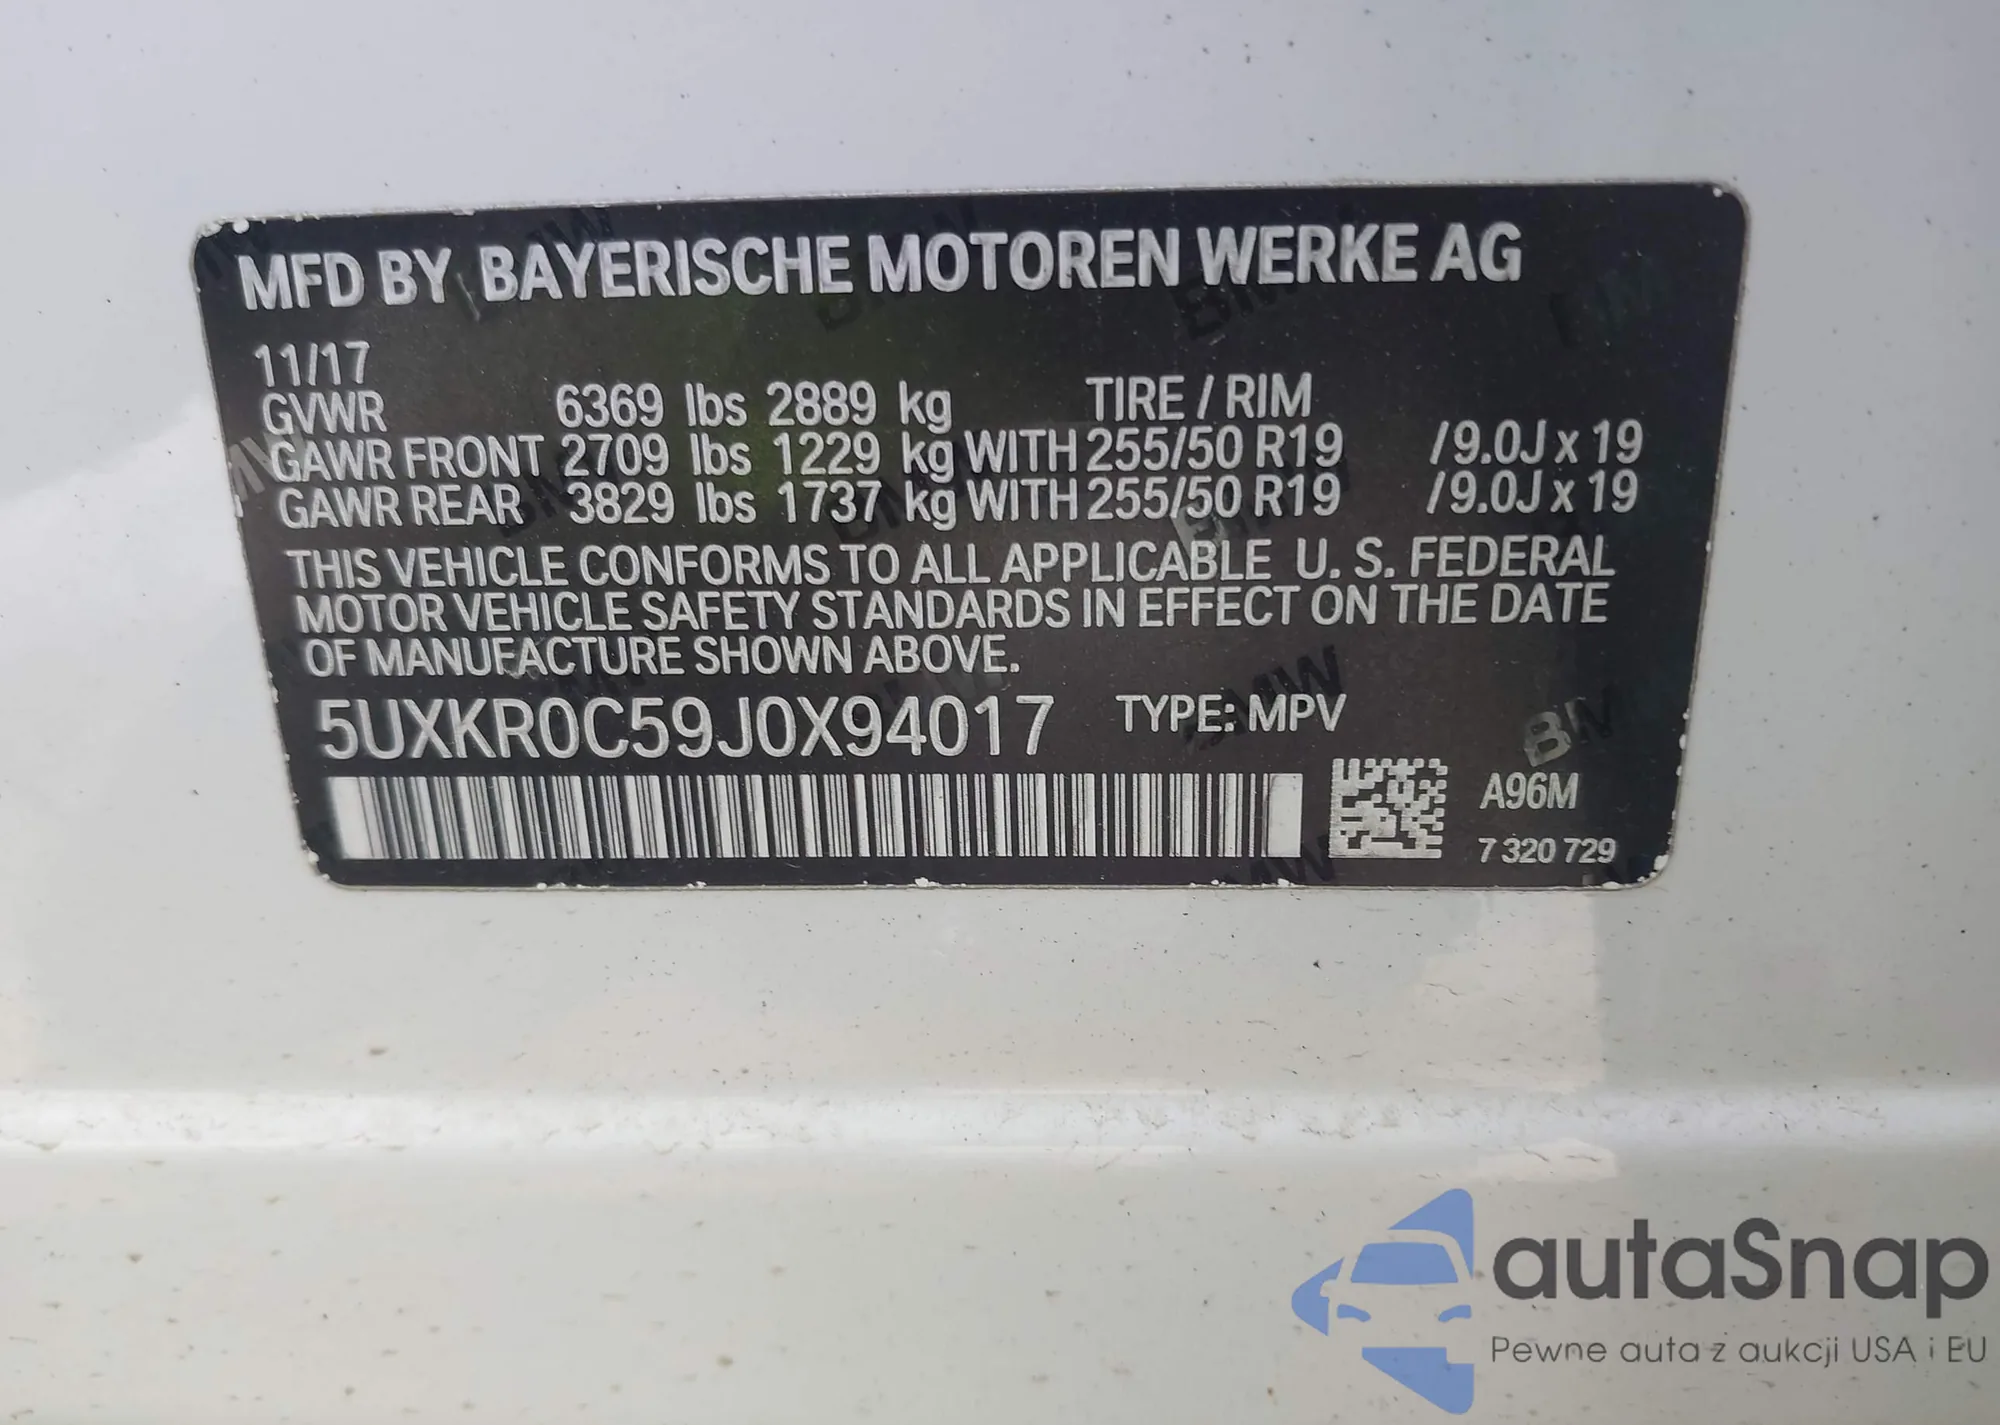 MFD BY BAYERISCHE MOTOREN WERKE AG
11/17
GVWR 6369 lbs 2889 kg TIRE / RIM
GAWR FRONT 2709 lbs 1229 kg WITH 255/50 R19 /9.0J x 19
GAWR REAR 3829 lbs 1737 kg WITH 255/50 R19 /9.0J x 19
THIS VEHICLE CONFORMS TO ALL APPLICABLE U. S. FEDERAL
MOTOR VEHICLE SAFETY STANDARDS IN EFFECT ON THE DATE
OF MANUFACTURE SHOWN ABOVE.
5UXKR0C59J0X94017 TYPE: MPV
A96M
7 320 729
autaSnap
Pewne auta z aukcji USA i EU